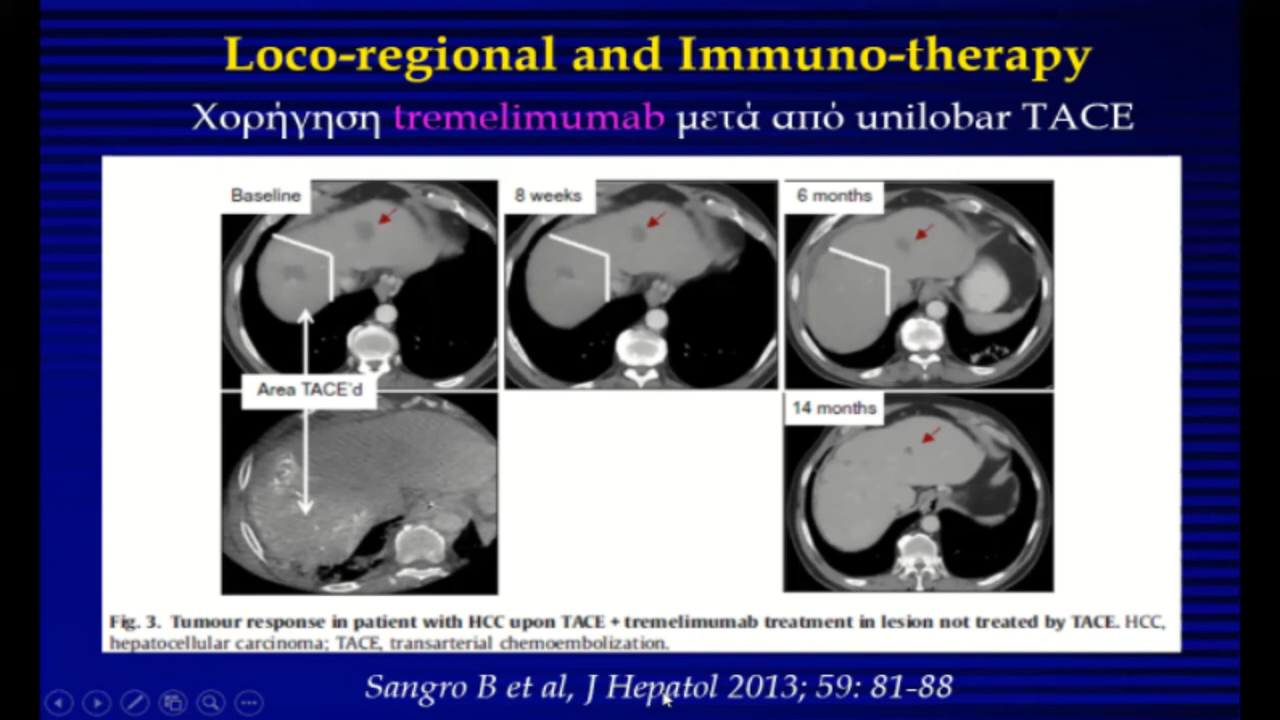 Loco-regional and Immuno-therapy
Χορήγηση tremelimumab μετά από unilobar TACE
Baseline
8 weeks
6 months
Area TACE'd
14 months
Fig. 3. Tumour response in patient with HCC upon TACE + tremelimumab treatment in lesion not treated by TACE. HCC,
hepatocellular carcinoma; TACE, transarterial chemoembolization.
Sangro B et al, J Hepatol 2013; 59: 81-88